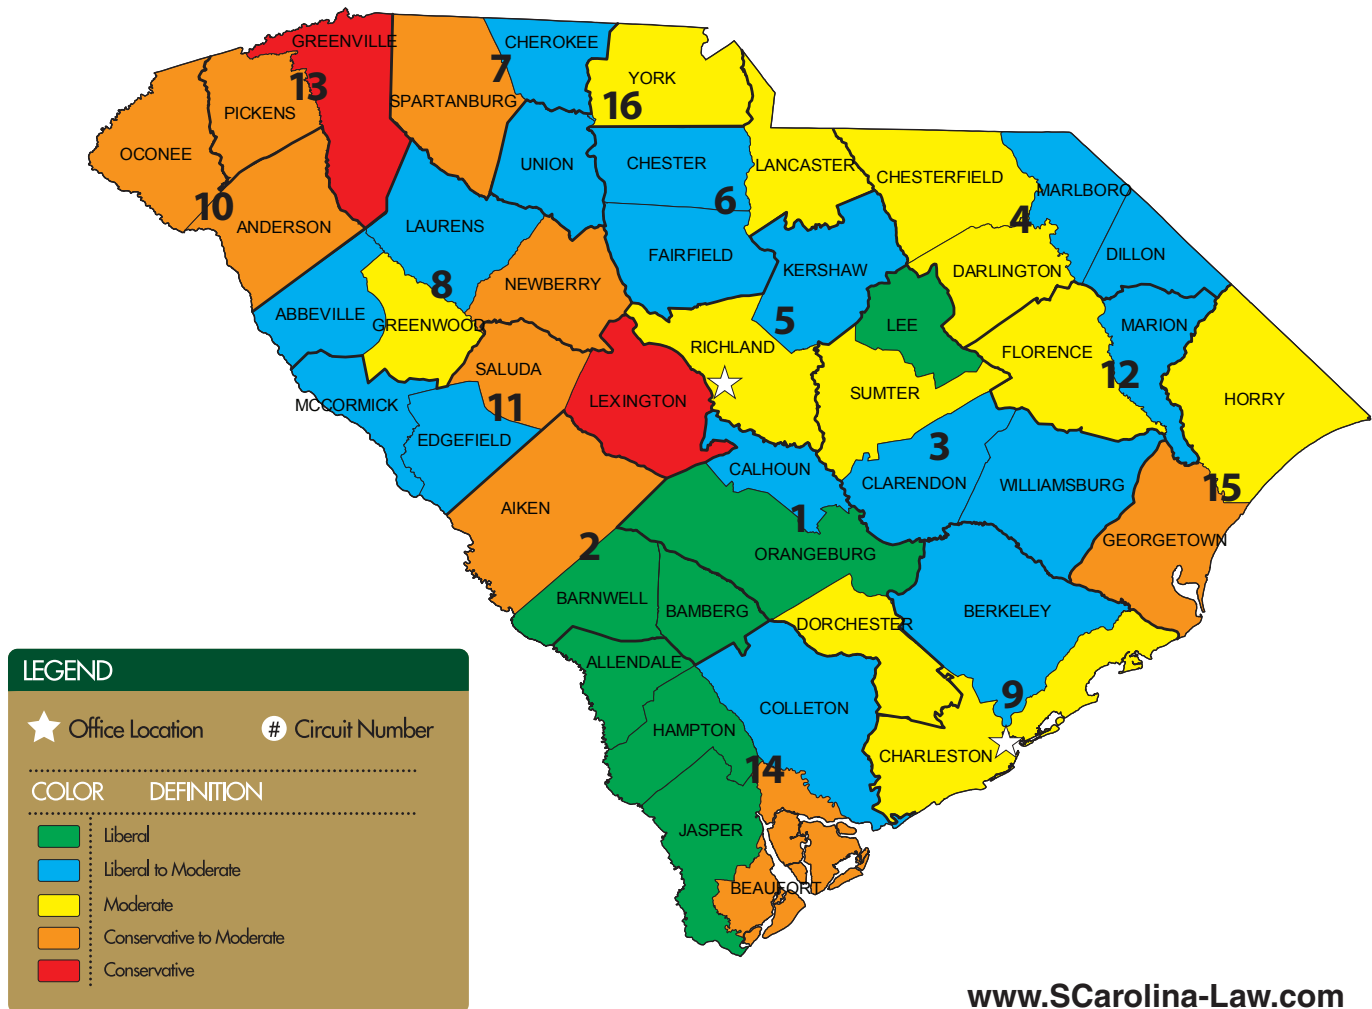 GREENVILLE
CHEROKEE
7
YORK
13
SPARTANBURG
16
PICKENS
OCONEE
UNION
CHESTER
LANCASTER
CHESTERFIELD
MARLBORO
10
6
4
ANDERSON
LAURENS
FAIRFIELD
KERSHAW
DARLINGTON
DILLON
8
NEWBERRY
ABBEVILLE
GREENWOOD
5
LEE
MARION
RICHLAND
FLORENCE
SALUDA
12
MCCORMICK
11
LEXINGTON
SUMTER
HORRY
EDGEFIELD
3
CALHOUN
CLARENDON
WILLIAMSBURG
15
AIKEN
1
2
ORANGEBURG
GEORGETOWN
BARNWELL
BAMBERG
DORCHESTER
BERKELEY
ALLENDALE
9
COLLETON
HAMPTON
CHARLESTON
14
JASPER
BEAUFORT
LEGEND
Office Location
# Circuit Number
COLOR DEFINITION
Liberal
Liberal to Moderate
Moderate
Conservative to Moderate
Conservative
www.SCarolina-Law.com